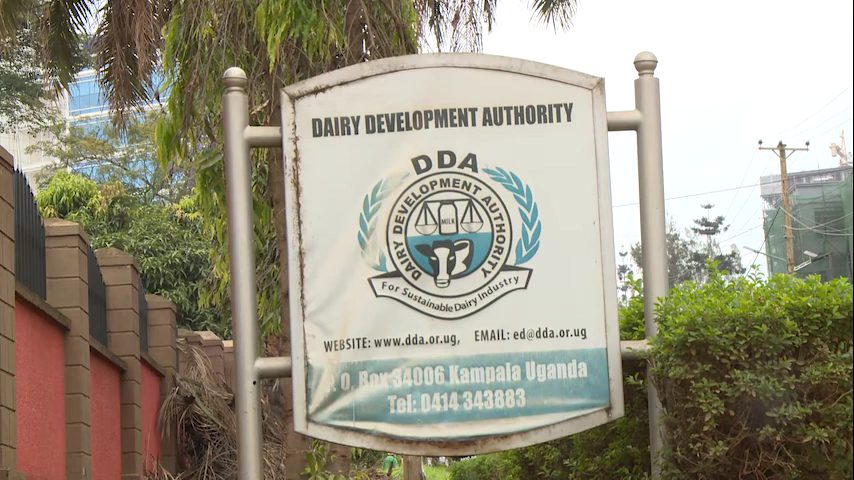 DAIRY DEVELOPMENT AUTHORITY
DDA
DAIRY DEVELOPMENT AUTHORITY
MILK
For Sustainable Dairy Industry
WEBSITE: www.dda.or.ug, EMAIL: ed@dda.or.ug
. O. Box 34006 Kampala Uganda
Tel: 0414 343883